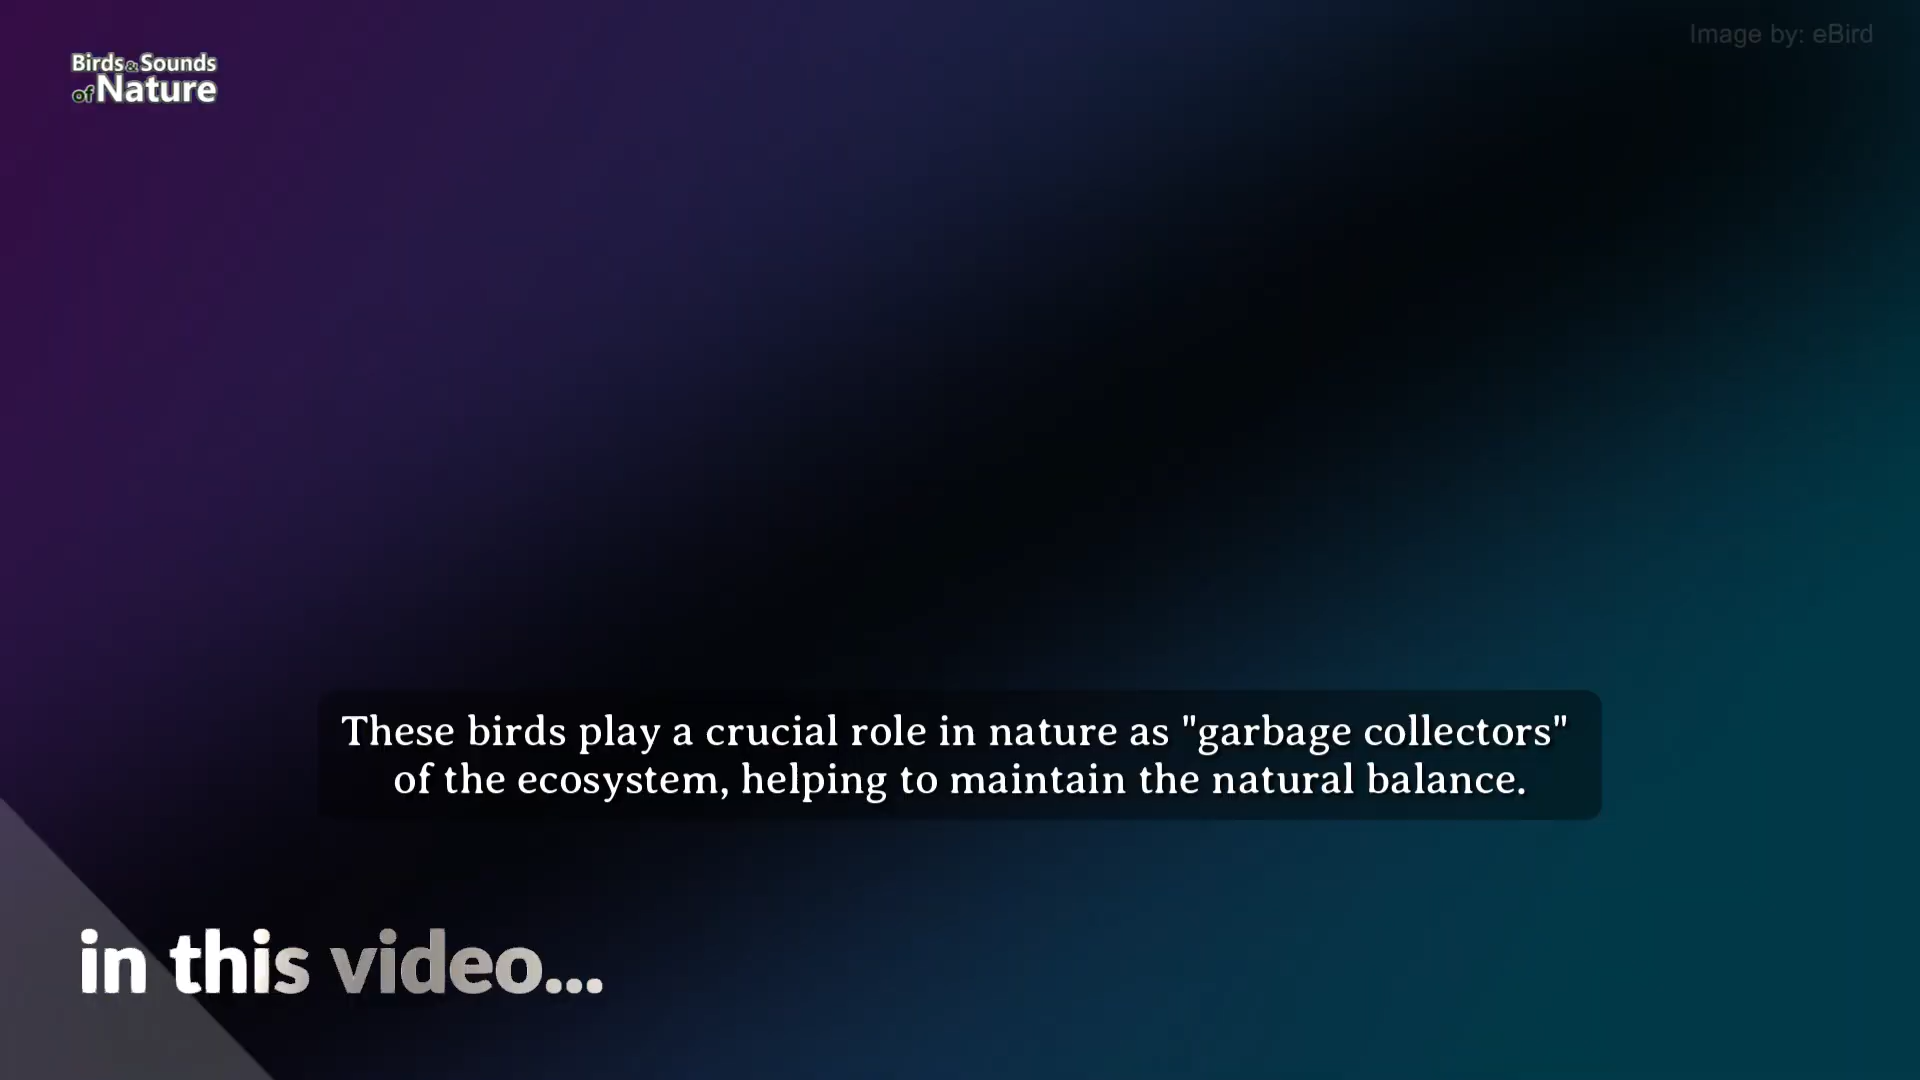 Image by: eBird
Birds & Sounds
of Nature
These birds play a crucial role in nature as "garbage collectors"
of the ecosystem, helping to maintain the natural balance.
in this video...